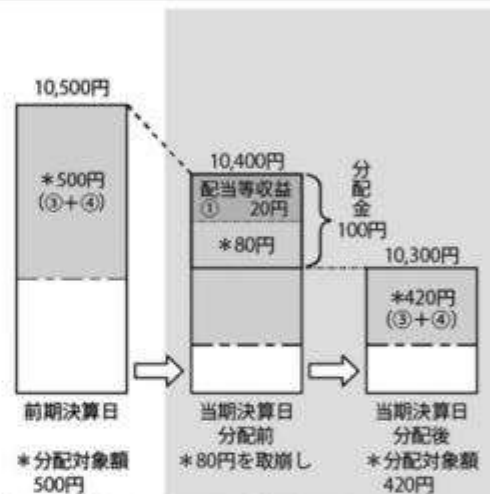 10,500円
*500円
(③+④)
前期決算日
*分配対象額
500円
10,400円
配当等収益
① 20円
*80円
分配金
100円
当期決算日
分配前
*80円を取崩し
10,300円
*420円
(③+④)
当期決算日
分配後
*分配対象額
420円